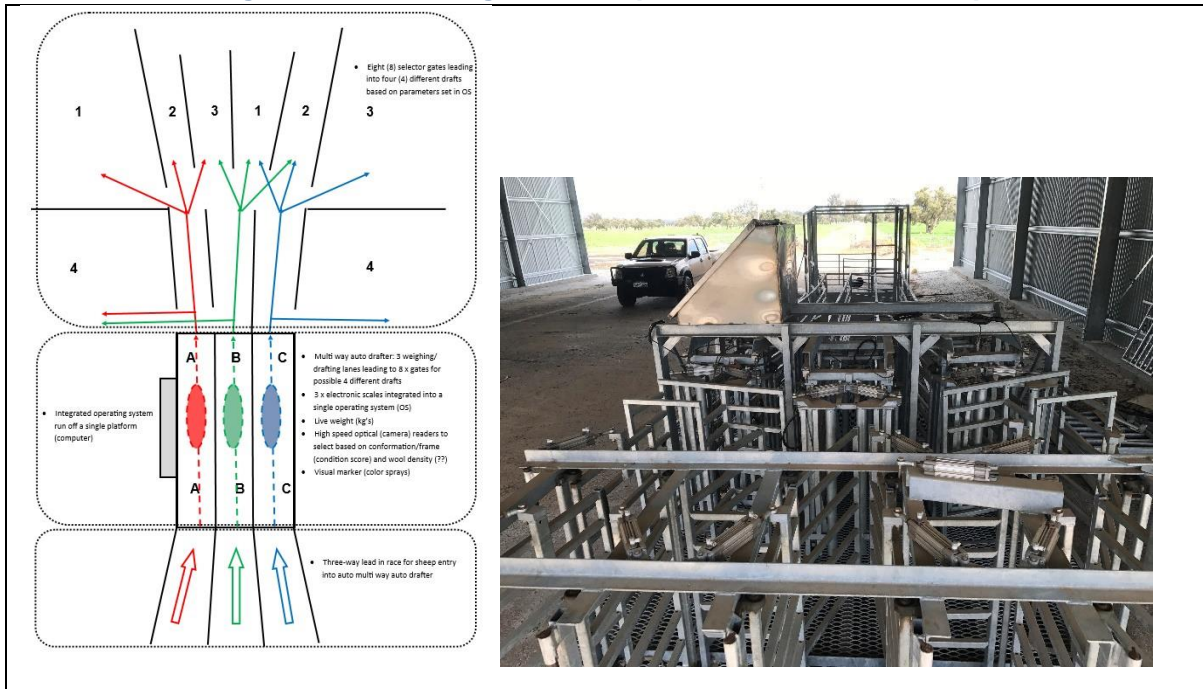 • Eight (8) selector gates leading
into four (4) different drafts
based on parameters set in OS
1 2 3 1 2 3
4 4
A B C
• Multi way auto drafter: 3 weighing/
drafting lanes leading to 8 x gates for
possible 4 different drafts
• 3 x electronic scales integrated into a
single operating system (OS)
• Live weight (kg's)
• High speed optical (camera) readers to
select based on conformation/frame
(condition score) and wool density (??)
• Visual marker (color sprays)
• Integrated operating system
run off a single platform
(computer)
A B C
• Three-way lead in race for sheep entry
into auto multi way auto drafter